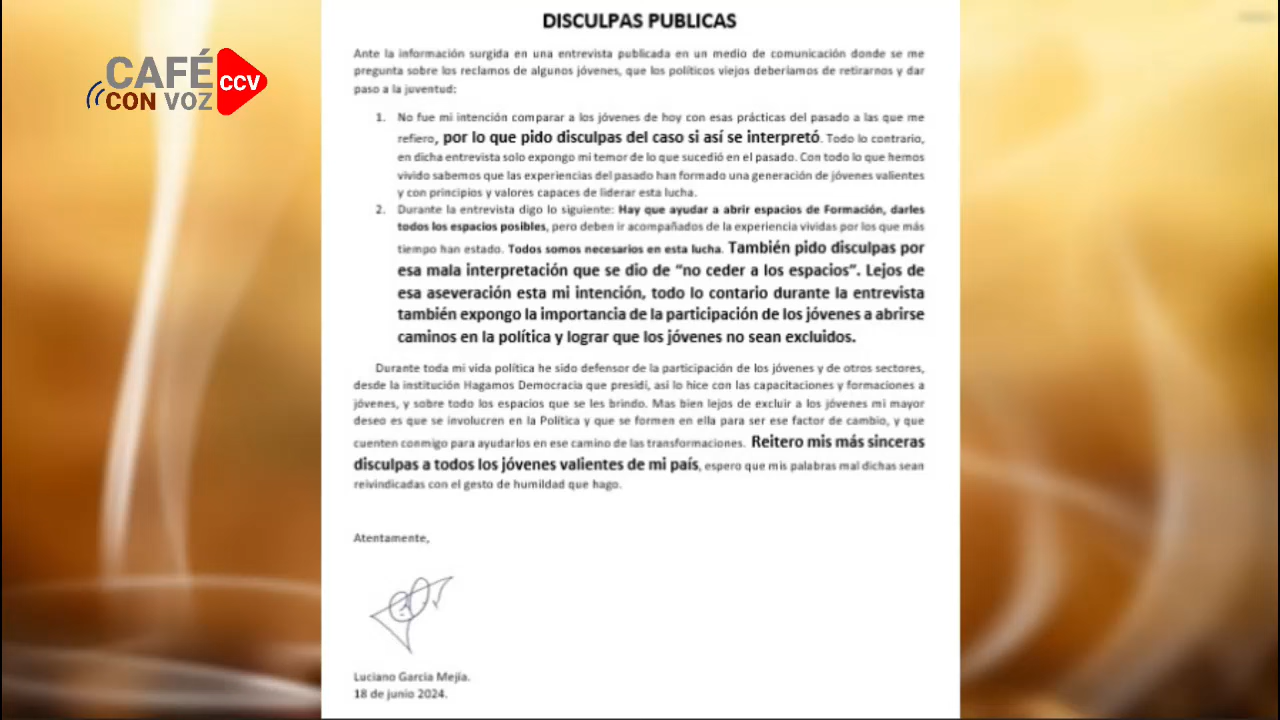 CAFÉ
CON VOZ
CCV
DISCULPAS PUBLICAS
Ante la información surgida en una entrevista publicada en un medio de comunicación donde se me
pregunta sobre los reclamos de algunos jóvenes, que los políticos viejos deberíamos de retirarnos y dar
paso a la juventud:
1. No fue mi intención comparar a los jóvenes de hoy con esas prácticas del pasado a las que me
refiero, por lo que pido disculpas del caso si así se interpretó. Todo lo contrario,
en dicha entrevista solo expongo mi temor de lo que sucedió en el pasado. Con todo lo que hemos
vivido sabemos que las experiencias del pasado han formado una generación de jóvenes valientes
y con principios y valores capaces de liderar esta lucha.
2. Durante la entrevista digo lo siguiente: Hay que ayudar a abrir espacios de Formación, darles
todos los espacios posibles, pero deben ir acompañados de la experiencia vividas por los que más
tiempo han estado. Todos somos necesarios en esta lucha. También pido disculpas por
esa mala interpretación que se dio de “no ceder a los espacios”. Lejos de
esa aseveración esta mi intención, todo lo contario durante la entrevista
también expongo la importancia de la participación de los jóvenes a abrirse
caminos en la política y lograr que los jóvenes no sean excluidos.
Durante toda mi vida política he sido defensor de la participación de los jóvenes y de otros sectores,
desde la institución Hagamos Democracia que presidí, así lo hice con las capacitaciones y formaciones a
jóvenes, y sobre todo los espacios que se les brindo. Mas bien lejos de excluir a los jóvenes mi mayor
deseo es que se involucren en la Política y que se formen en ella para ser ese factor de cambio, y que
cuenten conmigo para ayudarlos en ese camino de las transformaciones. Reitero mis más sinceras
disculpas a todos los jóvenes valientes de mi país, espero que mis palabras mal dichas sean
reivindicadas con el gesto de humildad que hago.
Atentamente,
Luciano Garcia Mejía.
18 de junio 2024.